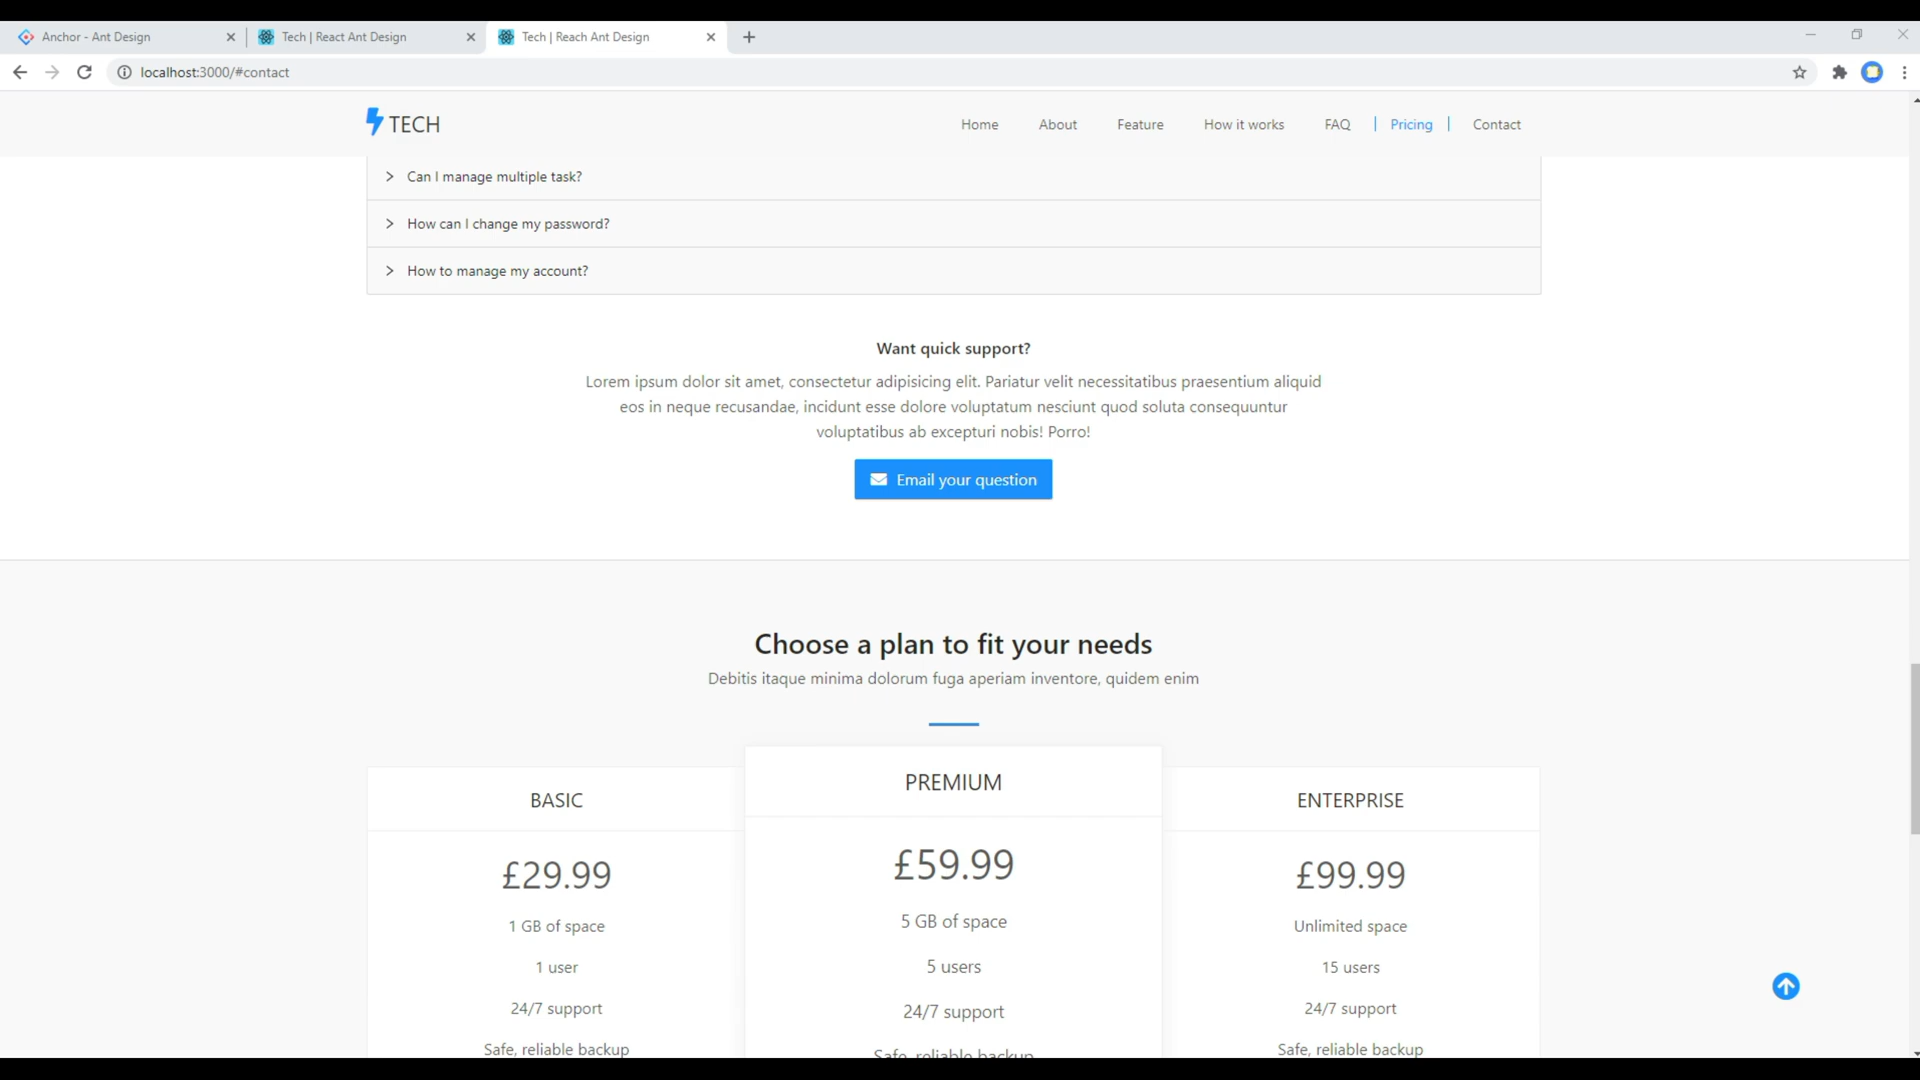 Anchor - Ant Design
Tech | React Ant Design
Tech | Reach Ant Design
localhost:3000/#contact
TECH
Home
About
Feature
How it works
FAQ
Pricing
Contact
Can I manage multiple task?
How can I change my password?
How to manage my account?
Want quick support?
Lorem ipsum dolor sit amet, consectetur adipisicing elit. Pariatur velit necessitatibus praesentium aliquid
eos in neque recusandae, incidunt esse dolore voluptatum nesciunt quod soluta consequuntur
voluptatibus ab excepturi nobis! Porro!
Email your question
Choose a plan to fit your needs
Debitis itaque minima dolorum fuga aperiam inventore, quidem enim
BASIC
£29.99
1 GB of space
1 user
24/7 support
Safe, reliable backup
PREMIUM
£59.99
5 GB of space
5 users
24/7 support
Safe, reliable backup
ENTERPRISE
£99.99
Unlimited space
15 users
24/7 support
Safe, reliable backup